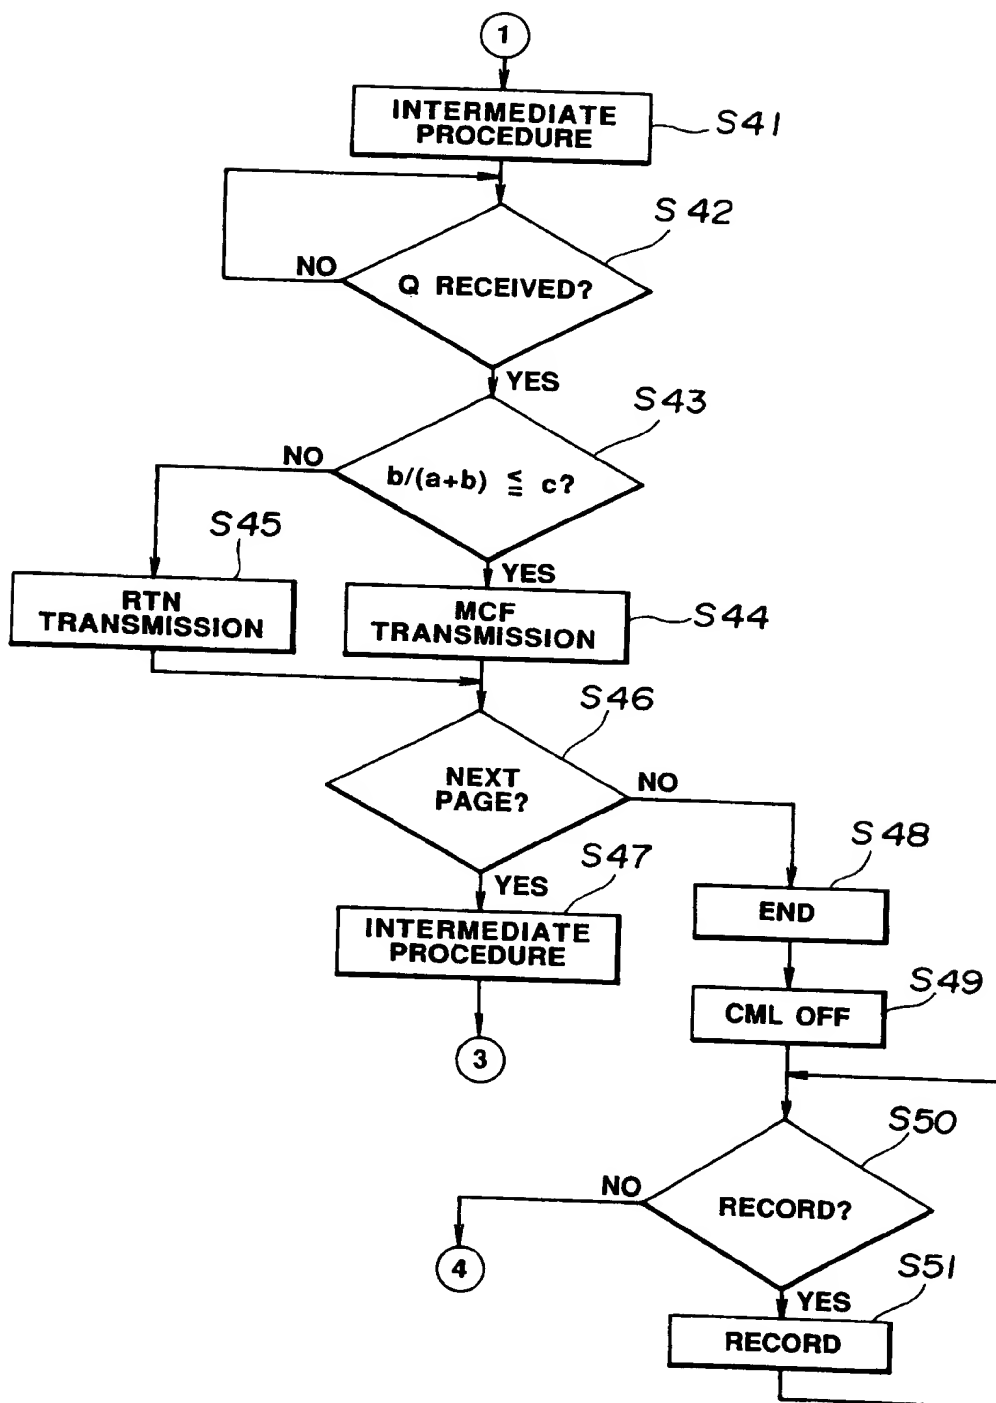 1
INTERMEDIATE
PROCEDURE
S41
S42
NO
Q RECEIVED?
YES
S43
NO
b/(a+b) ≦ c?
S45
YES
RTN
TRANSMISSION
MCF
TRANSMISSION
S44
S46
NEXT
PAGE?
NO
S47
S48
YES
END
INTERMEDIATE
PROCEDURE
S49
CML OFF
3
S50
NO
RECORD?
4
S51
YES
RECORD